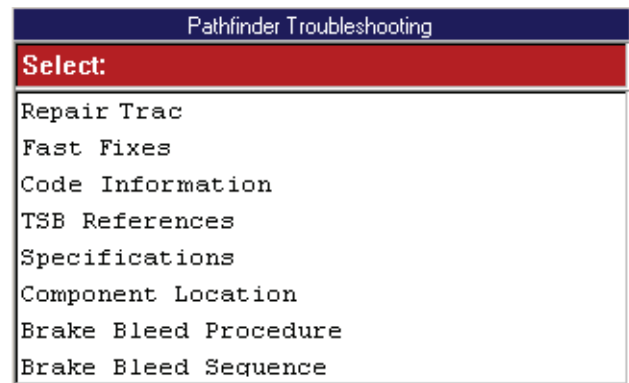 Pathfinder Troubleshooting
Select:
Repair Trac
Fast Fixes
Code Information
TSB References
Specifications
Component Location
Brake Bleed Procedure
Brake Bleed Sequence